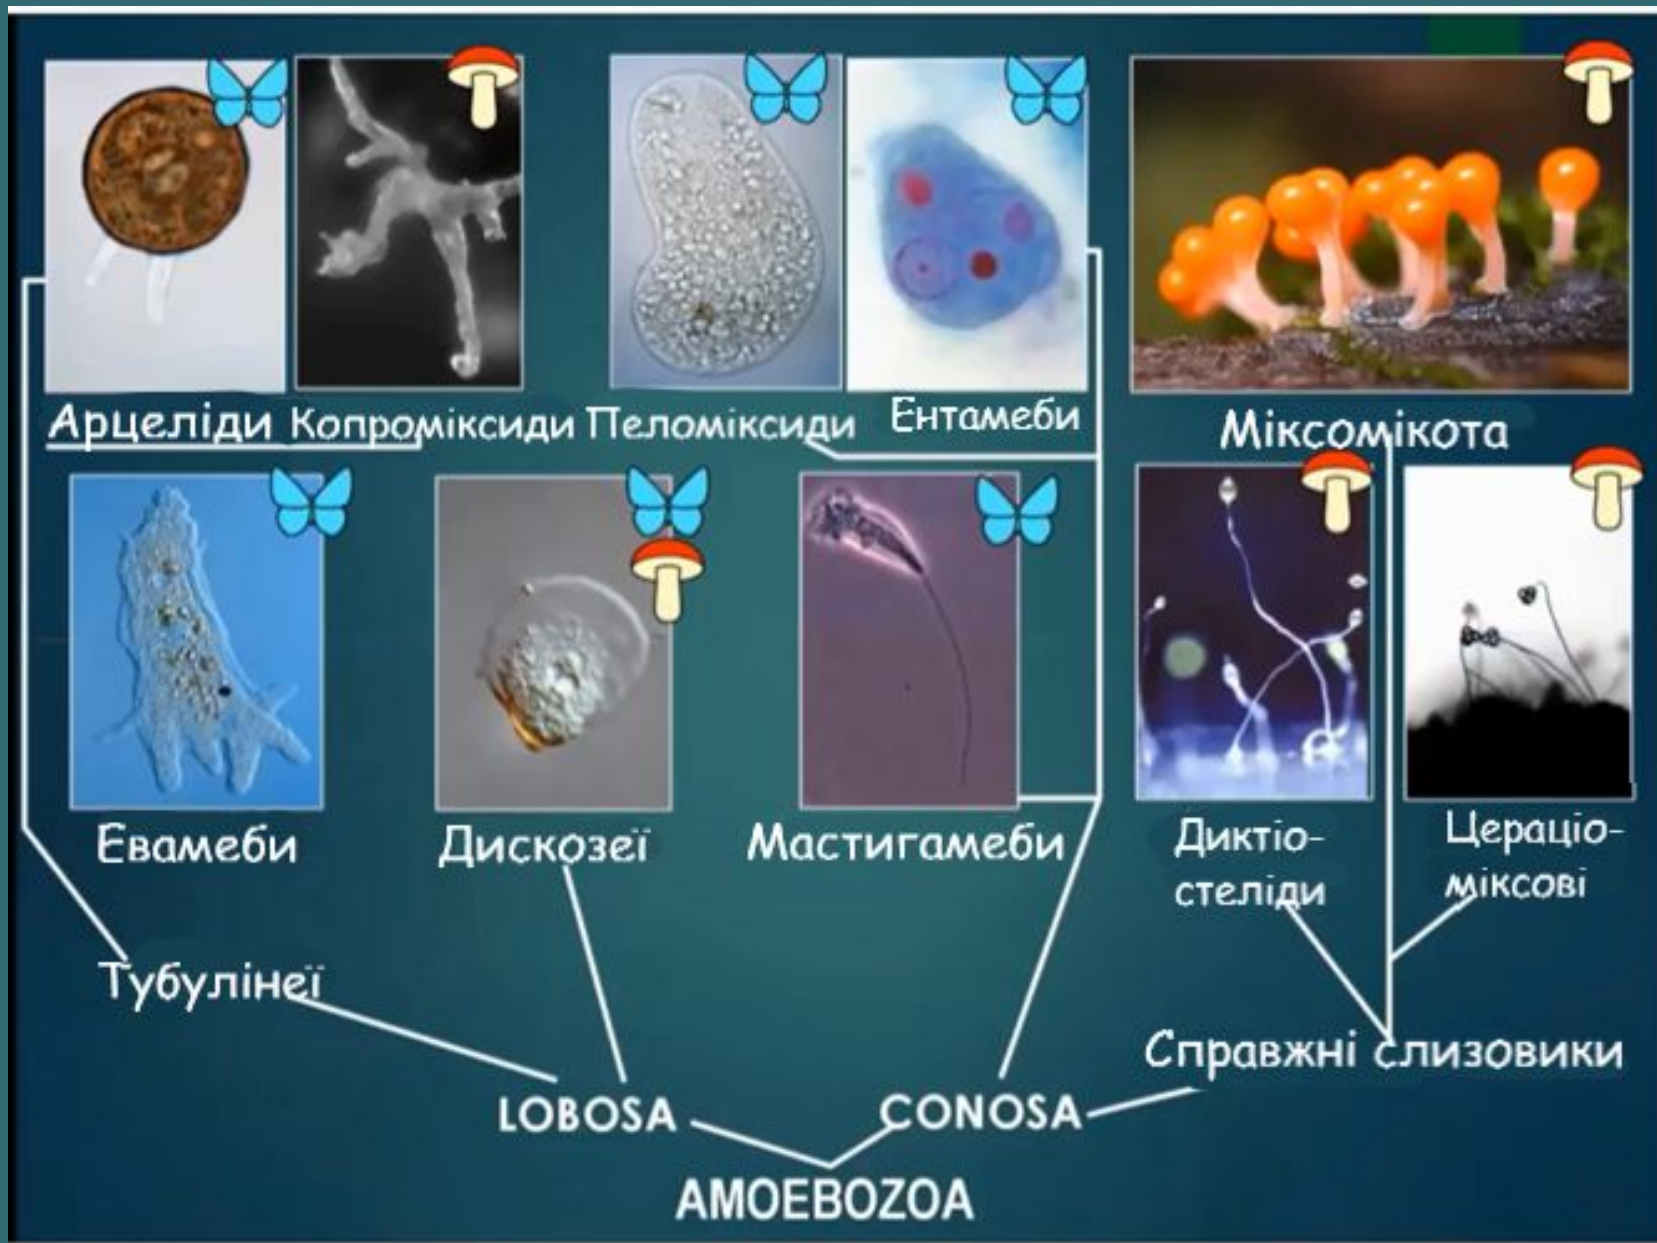 Арцеліди Копроміксиди Пеломіксиди Ентамеби
Міксомікота
Евамеби
Дискозеї
Мастигамеби
Диктіо-
стеліди
Цераціо-
міксові
Тубулінеї
Справжні слизовики
LOBOSA
CONOSA
AMOEBOZOA